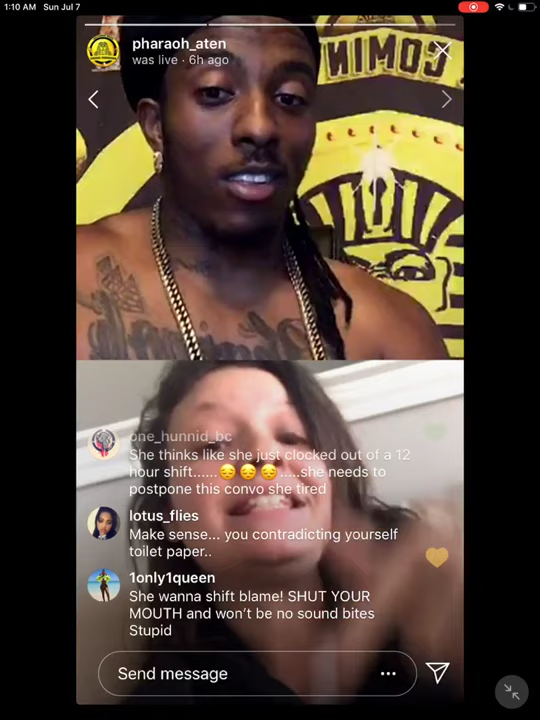 1:10 AM Sun Jul 7
pharaoh_aten
was live · 6h ago
COMIN
one_hunnid_bc
She thinks like she just clocked out of a 12
hour shift......😔😔😔.....she needs to
postpone this convo she tired
lotus_flies
Make sense... you contradicting yourself
toilet paper..
1only1queen
She wanna shift blame! SHUT YOUR
MOUTH and won't be no sound bites
Stupid
Send message